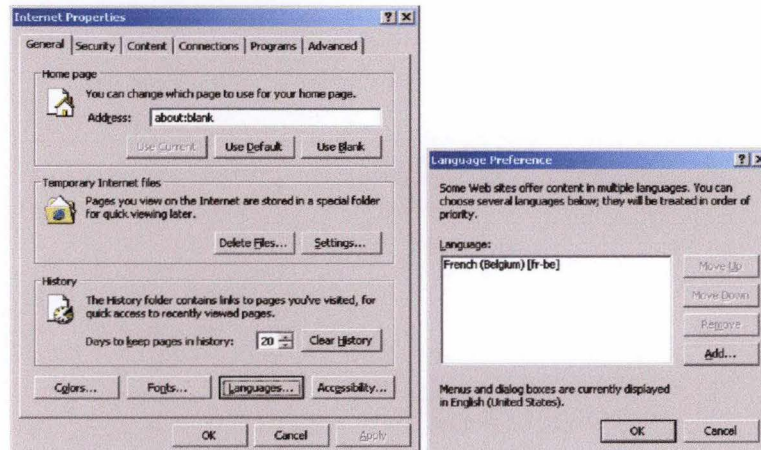 Internet Properties
General Security Content Connections Programs Advanced
Home page
You can change which page to use for your home page.
Address: about:blank
Use Current Use Default Use Blank
Temporary Internet files
Pages you view on the Internet are stored in a special folder
for quick viewing later.
Delete Files... Settings...
History
The History folder contains links to pages you've visited, for
quick access to recently viewed pages.
Days to keep pages in history: 20 Clear History
Colors... Fonts... Languages... Accessibility...
OK Cancel Apply
Language Preference
Some Web sites offer content in multiple languages. You can
choose several languages below; they will be treated in order of
priority.
Language:
French (Belgium) [fr-be]
Move Up
Move Down
Remove
Add...
Menus and dialog boxes are currently displayed
in English (United States).
OK Cancel